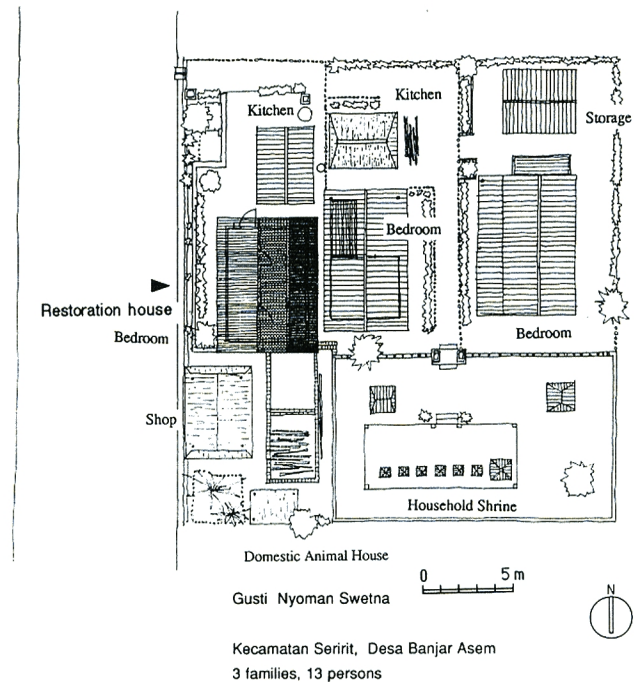 Kitchen
Kitchen
Storage
Bedroom
Restoration house
Bedroom
Bedroom
Shop
Household Shrine
Domestic Animal House
0 5 m
N
Gusti Nyoman Swetna
Kecamatan Seririt, Desa Banjar Asem
3 families, 13 persons